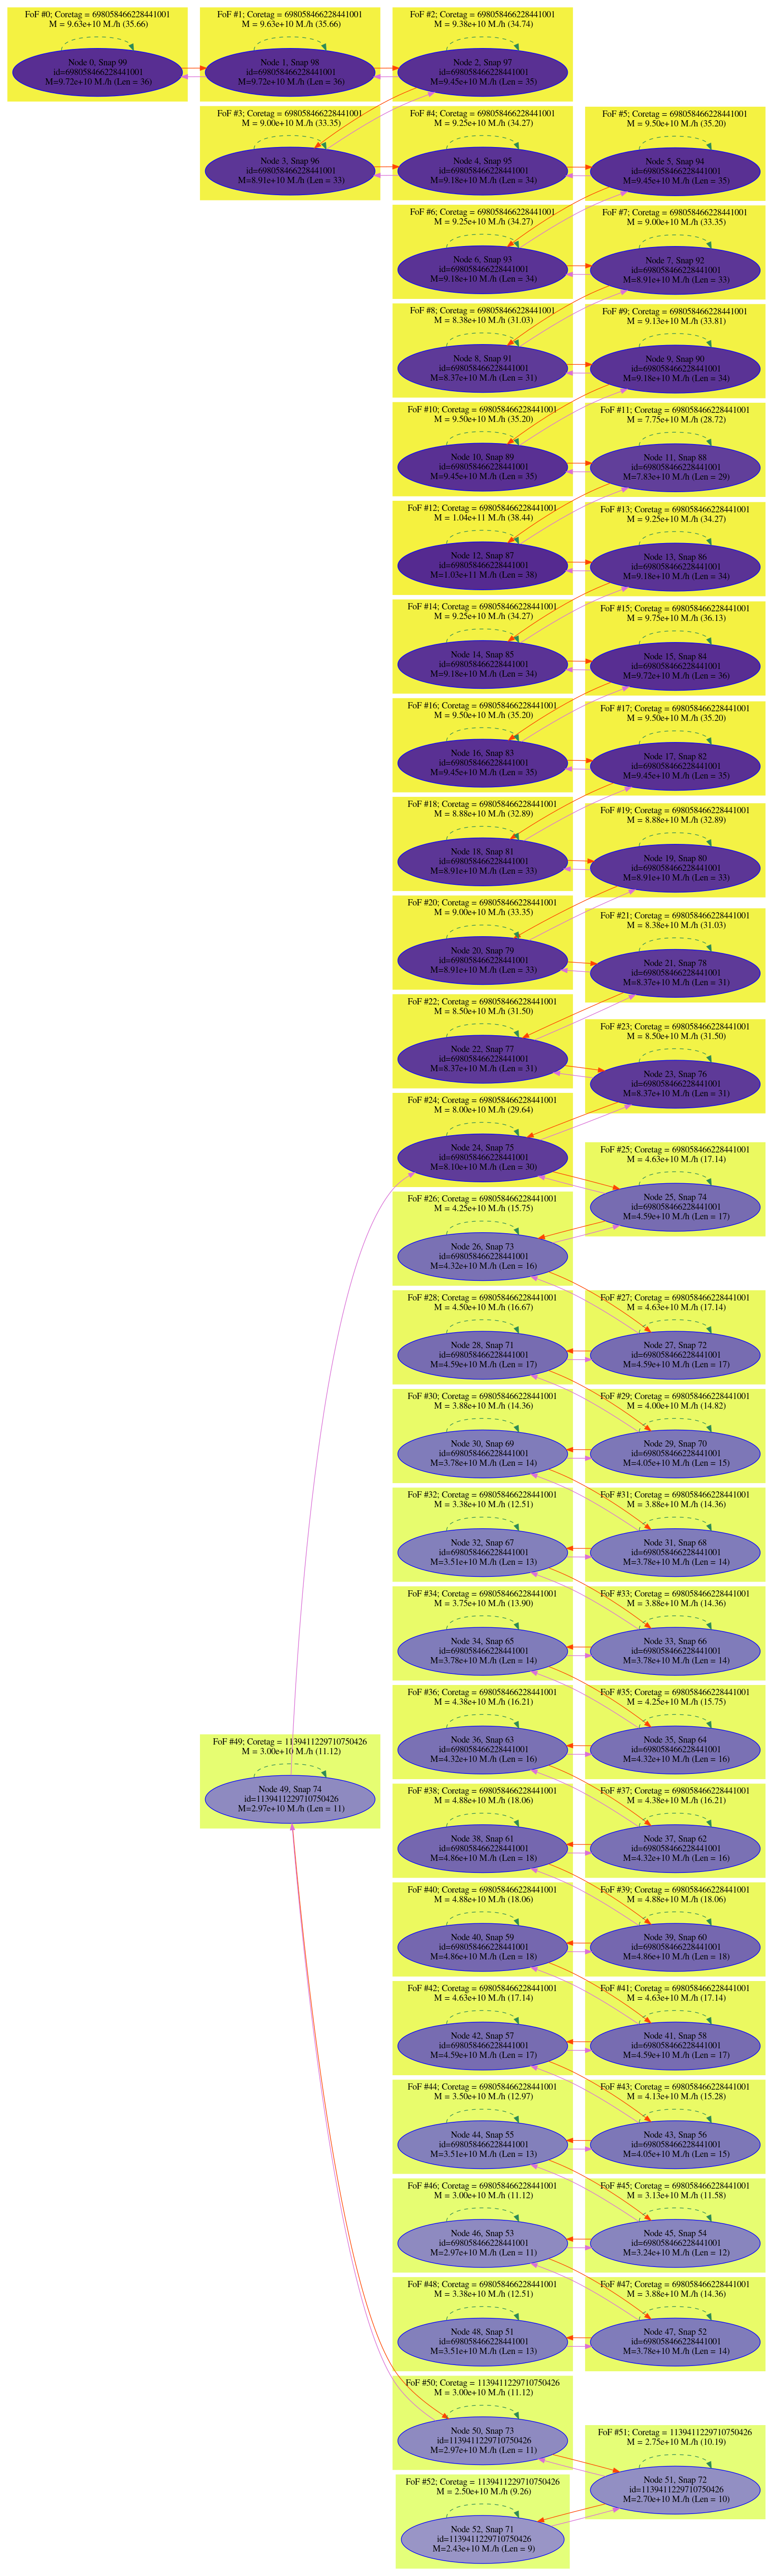 FoF #0; Coretag = 698058466228441001
M = 9.63e+10 M./h (35.66)
Node 0, Snap 99
id=698058466228441001
M=9.72e+10 M./h (Len = 36)
FoF #1; Coretag = 698058466228441001
M = 9.63e+10 M./h (35.66)
Node 1, Snap 98
id=698058466228441001
M=9.72e+10 M./h (Len = 36)
FoF #2; Coretag = 698058466228441001
M = 9.38e+10 M./h (34.74)
Node 2, Snap 97
id=698058466228441001
M=9.45e+10 M./h (Len = 35)
FoF #3; Coretag = 698058466228441001
M = 9.00e+10 M./h (33.35)
Node 3, Snap 96
id=698058466228441001
M=8.91e+10 M./h (Len = 33)
FoF #4; Coretag = 698058466228441001
M = 9.25e+10 M./h (34.27)
Node 4, Snap 95
id=698058466228441001
M=9.18e+10 M./h (Len = 34)
FoF #5; Coretag = 698058466228441001
M = 9.50e+10 M./h (35.20)
Node 5, Snap 94
id=698058466228441001
M=9.45e+10 M./h (Len = 35)
FoF #6; Coretag = 698058466228441001
M = 9.25e+10 M./h (34.27)
Node 6, Snap 93
id=698058466228441001
M=9.18e+10 M./h (Len = 34)
FoF #7; Coretag = 698058466228441001
M = 9.00e+10 M./h (33.35)
Node 7, Snap 92
id=698058466228441001
M=8.91e+10 M./h (Len = 33)
FoF #8; Coretag = 698058466228441001
M = 8.38e+10 M./h (31.03)
Node 8, Snap 91
id=698058466228441001
M=8.37e+10 M./h (Len = 31)
FoF #9; Coretag = 698058466228441001
M = 9.13e+10 M./h (33.81)
Node 9, Snap 90
id=698058466228441001
M=9.18e+10 M./h (Len = 34)
FoF #10; Coretag = 698058466228441001
M = 9.50e+10 M./h (35.20)
Node 10, Snap 89
id=698058466228441001
M=9.45e+10 M./h (Len = 35)
FoF #11; Coretag = 698058466228441001
M = 7.75e+10 M./h (28.72)
Node 11, Snap 88
id=698058466228441001
M=7.83e+10 M./h (Len = 29)
FoF #12; Coretag = 698058466228441001
M = 1.04e+11 M./h (38.44)
Node 12, Snap 87
id=698058466228441001
M=1.03e+11 M./h (Len = 38)
FoF #13; Coretag = 698058466228441001
M = 9.25e+10 M./h (34.27)
Node 13, Snap 86
id=698058466228441001
M=9.18e+10 M./h (Len = 34)
FoF #14; Coretag = 698058466228441001
M = 9.25e+10 M./h (34.27)
Node 14, Snap 85
id=698058466228441001
M=9.18e+10 M./h (Len = 34)
FoF #15; Coretag = 698058466228441001
M = 9.75e+10 M./h (36.13)
Node 15, Snap 84
id=698058466228441001
M=9.72e+10 M./h (Len = 36)
FoF #16; Coretag = 698058466228441001
M = 9.50e+10 M./h (35.20)
Node 16, Snap 83
id=698058466228441001
M=9.45e+10 M./h (Len = 35)
FoF #17; Coretag = 698058466228441001
M = 9.50e+10 M./h (35.20)
Node 17, Snap 82
id=698058466228441001
M=9.45e+10 M./h (Len = 35)
FoF #18; Coretag = 698058466228441001
M = 8.88e+10 M./h (32.89)
Node 18, Snap 81
id=698058466228441001
M=8.91e+10 M./h (Len = 33)
FoF #19; Coretag = 698058466228441001
M = 8.88e+10 M./h (32.89)
Node 19, Snap 80
id=698058466228441001
M=8.91e+10 M./h (Len = 33)
FoF #20; Coretag = 698058466228441001
M = 9.00e+10 M./h (33.35)
Node 20, Snap 79
id=698058466228441001
M=8.91e+10 M./h (Len = 33)
FoF #21; Coretag = 698058466228441001
M = 8.38e+10 M./h (31.03)
Node 21, Snap 78
id=698058466228441001
M=8.37e+10 M./h (Len = 31)
FoF #22; Coretag = 698058466228441001
M = 8.50e+10 M./h (31.50)
Node 22, Snap 77
id=698058466228441001
M=8.37e+10 M./h (Len = 31)
FoF #23; Coretag = 698058466228441001
M = 8.50e+10 M./h (31.50)
Node 23, Snap 76
id=698058466228441001
M=8.37e+10 M./h (Len = 31)
FoF #24; Coretag = 698058466228441001
M = 8.00e+10 M./h (29.64)
Node 24, Snap 75
id=698058466228441001
M=8.10e+10 M./h (Len = 30)
FoF #25; Coretag = 698058466228441001
M = 4.63e+10 M./h (17.14)
Node 25, Snap 74
id=698058466228441001
M=4.59e+10 M./h (Len = 17)
FoF #26; Coretag = 698058466228441001
M = 4.25e+10 M./h (15.75)
Node 26, Snap 73
id=698058466228441001
M=4.32e+10 M./h (Len = 16)
FoF #27; Coretag = 698058466228441001
M = 4.63e+10 M./h (17.14)
Node 27, Snap 72
id=698058466228441001
M=4.59e+10 M./h (Len = 17)
FoF #28; Coretag = 698058466228441001
M = 4.50e+10 M./h (16.67)
Node 28, Snap 71
id=698058466228441001
M=4.59e+10 M./h (Len = 17)
FoF #29; Coretag = 698058466228441001
M = 4.00e+10 M./h (14.82)
Node 29, Snap 70
id=698058466228441001
M=4.05e+10 M./h (Len = 15)
FoF #30; Coretag = 698058466228441001
M = 3.88e+10 M./h (14.36)
Node 30, Snap 69
id=698058466228441001
M=3.78e+10 M./h (Len = 14)
FoF #31; Coretag = 698058466228441001
M = 3.88e+10 M./h (14.36)
Node 31, Snap 68
id=698058466228441001
M=3.78e+10 M./h (Len = 14)
FoF #32; Coretag = 698058466228441001
M = 3.38e+10 M./h (12.51)
Node 32, Snap 67
id=698058466228441001
M=3.51e+10 M./h (Len = 13)
FoF #33; Coretag = 698058466228441001
M = 3.88e+10 M./h (14.36)
Node 33, Snap 66
id=698058466228441001
M=3.78e+10 M./h (Len = 14)
FoF #34; Coretag = 698058466228441001
M = 3.75e+10 M./h (13.90)
Node 34, Snap 65
id=698058466228441001
M=3.78e+10 M./h (Len = 14)
FoF #35; Coretag = 698058466228441001
M = 4.25e+10 M./h (15.75)
Node 35, Snap 64
id=698058466228441001
M=4.32e+10 M./h (Len = 16)
FoF #36; Coretag = 698058466228441001
M = 4.38e+10 M./h (16.21)
Node 36, Snap 63
id=698058466228441001
M=4.32e+10 M./h (Len = 16)
FoF #49; Coretag = 1139411229710750426
M = 3.00e+10 M./h (11.12)
Node 49, Snap 74
id=1139411229710750426
M=2.97e+10 M./h (Len = 11)
FoF #37; Coretag = 698058466228441001
M = 4.38e+10 M./h (16.21)
Node 37, Snap 62
id=698058466228441001
M=4.32e+10 M./h (Len = 16)
FoF #38; Coretag = 698058466228441001
M = 4.88e+10 M./h (18.06)
Node 38, Snap 61
id=698058466228441001
M=4.86e+10 M./h (Len = 18)
FoF #39; Coretag = 698058466228441001
M = 4.88e+10 M./h (18.06)
Node 39, Snap 60
id=698058466228441001
M=4.86e+10 M./h (Len = 18)
FoF #40; Coretag = 698058466228441001
M = 4.88e+10 M./h (18.06)
Node 40, Snap 59
id=698058466228441001
M=4.86e+10 M./h (Len = 18)
FoF #41; Coretag = 698058466228441001
M = 4.63e+10 M./h (17.14)
Node 41, Snap 58
id=698058466228441001
M=4.59e+10 M./h (Len = 17)
FoF #42; Coretag = 698058466228441001
M = 4.63e+10 M./h (17.14)
Node 42, Snap 57
id=698058466228441001
M=4.59e+10 M./h (Len = 17)
FoF #43; Coretag = 698058466228441001
M = 4.13e+10 M./h (15.28)
Node 43, Snap 56
id=698058466228441001
M=4.05e+10 M./h (Len = 15)
FoF #44; Coretag = 698058466228441001
M = 3.50e+10 M./h (12.97)
Node 44, Snap 55
id=698058466228441001
M=3.51e+10 M./h (Len = 13)
FoF #45; Coretag = 698058466228441001
M = 3.13e+10 M./h (11.58)
Node 45, Snap 54
id=698058466228441001
M=3.24e+10 M./h (Len = 12)
FoF #46; Coretag = 698058466228441001
M = 3.00e+10 M./h (11.12)
Node 46, Snap 53
id=698058466228441001
M=2.97e+10 M./h (Len = 11)
FoF #47; Coretag = 698058466228441001
M = 3.88e+10 M./h (14.36)
Node 47, Snap 52
id=698058466228441001
M=3.78e+10 M./h (Len = 14)
FoF #48; Coretag = 698058466228441001
M = 3.38e+10 M./h (12.51)
Node 48, Snap 51
id=698058466228441001
M=3.51e+10 M./h (Len = 13)
FoF #50; Coretag = 1139411229710750426
M = 3.00e+10 M./h (11.12)
Node 50, Snap 73
id=1139411229710750426
M=2.97e+10 M./h (Len = 11)
FoF #51; Coretag = 1139411229710750426
M = 2.75e+10 M./h (10.19)
Node 51, Snap 72
id=1139411229710750426
M=2.70e+10 M./h (Len = 10)
FoF #52; Coretag = 1139411229710750426
M = 2.50e+10 M./h (9.26)
Node 52, Snap 71
id=1139411229710750426
M=2.43e+10 M./h (Len = 9)